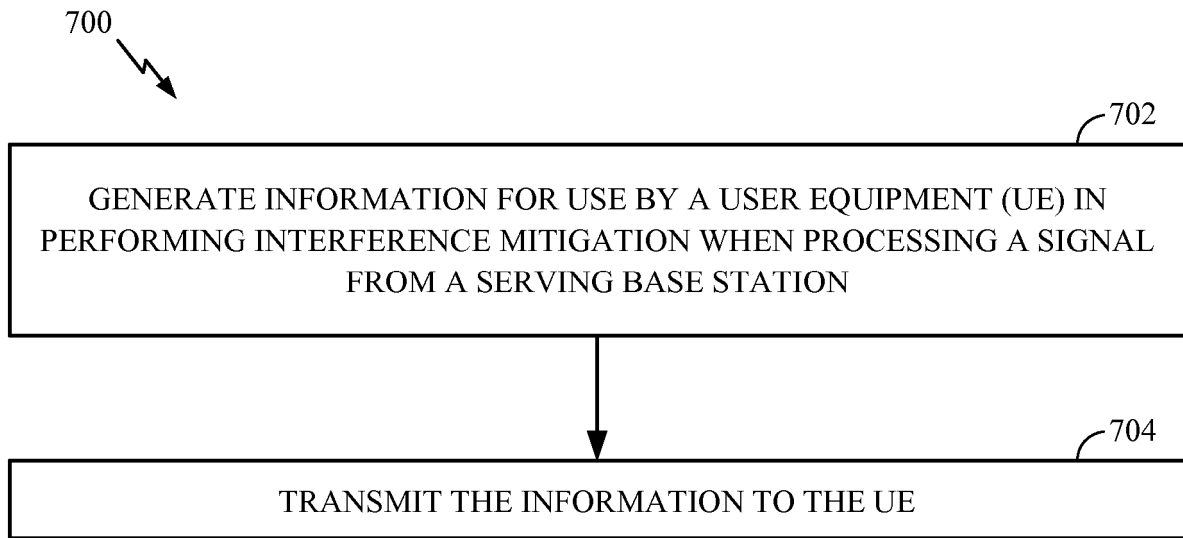 700
702
GENERATE INFORMATION FOR USE BY A USER EQUIPMENT (UE) IN
PERFORMING INTERFERENCE MITIGATION WHEN PROCESSING A SIGNAL
FROM A SERVING BASE STATION
704
TRANSMIT THE INFORMATION TO THE UE